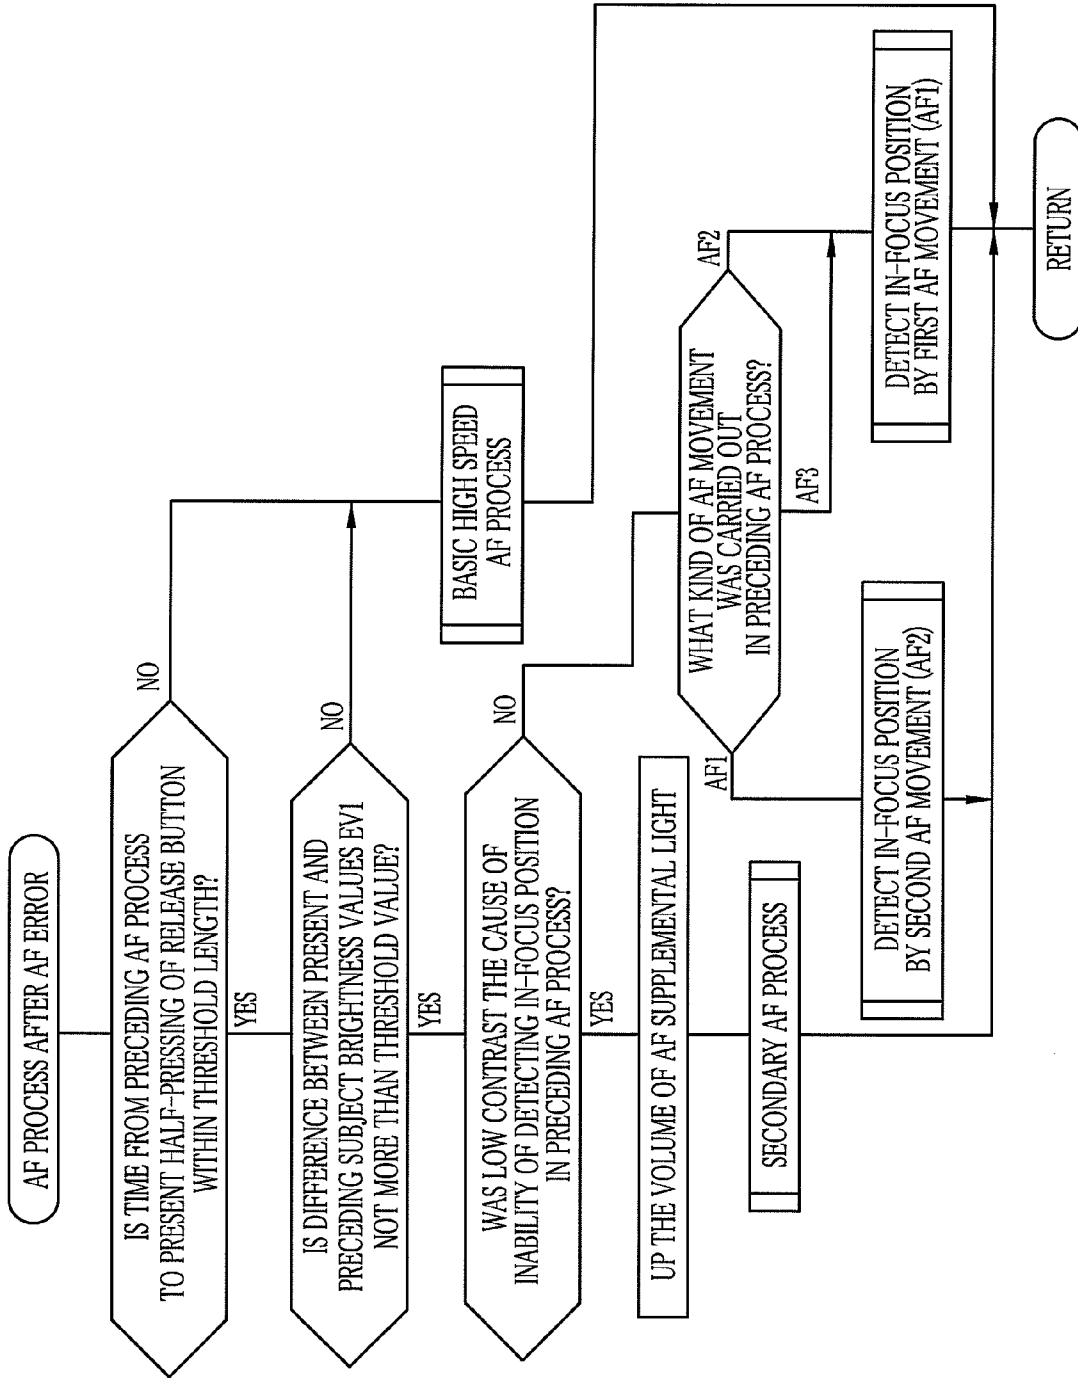 AF PROCESS AFTER AF ERROR
IS TIME FROM PRECEDING AF PROCESS
TO PRESENT HALF-PRESSING OF RELEASE BUTTON
WITHIN THRESHOLD LENGTH?
NO
YES
IS DIFFERENCE BETWEEN PRESENT AND
PRECEDING SUBJECT BRIGHTNESS VALUES EV1
NOT MORE THAN THRESHOLD VALUE?
NO
YES
BASIC HIGH SPEED
AF PROCESS
WAS LOW CONTRAST THE CAUSE OF
INABILITY OF DETECTING IN-FOCUS POSITION
IN PRECEDING AF PROCESS?
NO
YES
UP THE VOLUME OF AF SUPPLEMENTAL LIGHT
SECONDARY AF PROCESS
WHAT KIND OF AF MOVEMENT
WAS CARRIED OUT
IN PRECEDING AF PROCESS?
AF1
AF2
AF3
DETECT IN-FOCUS POSITION
BY SECOND AF MOVEMENT (AF2)
DETECT IN-FOCUS POSITION
BY FIRST AF MOVEMENT (AF1)
RETURN